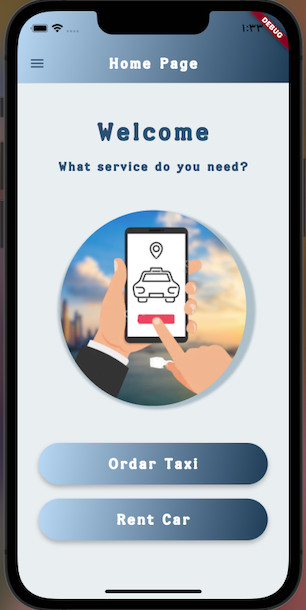 ١:٣٣
DEBUG
Home Page
Welcome
What service do you need?
Ordar Taxi
Rent Car